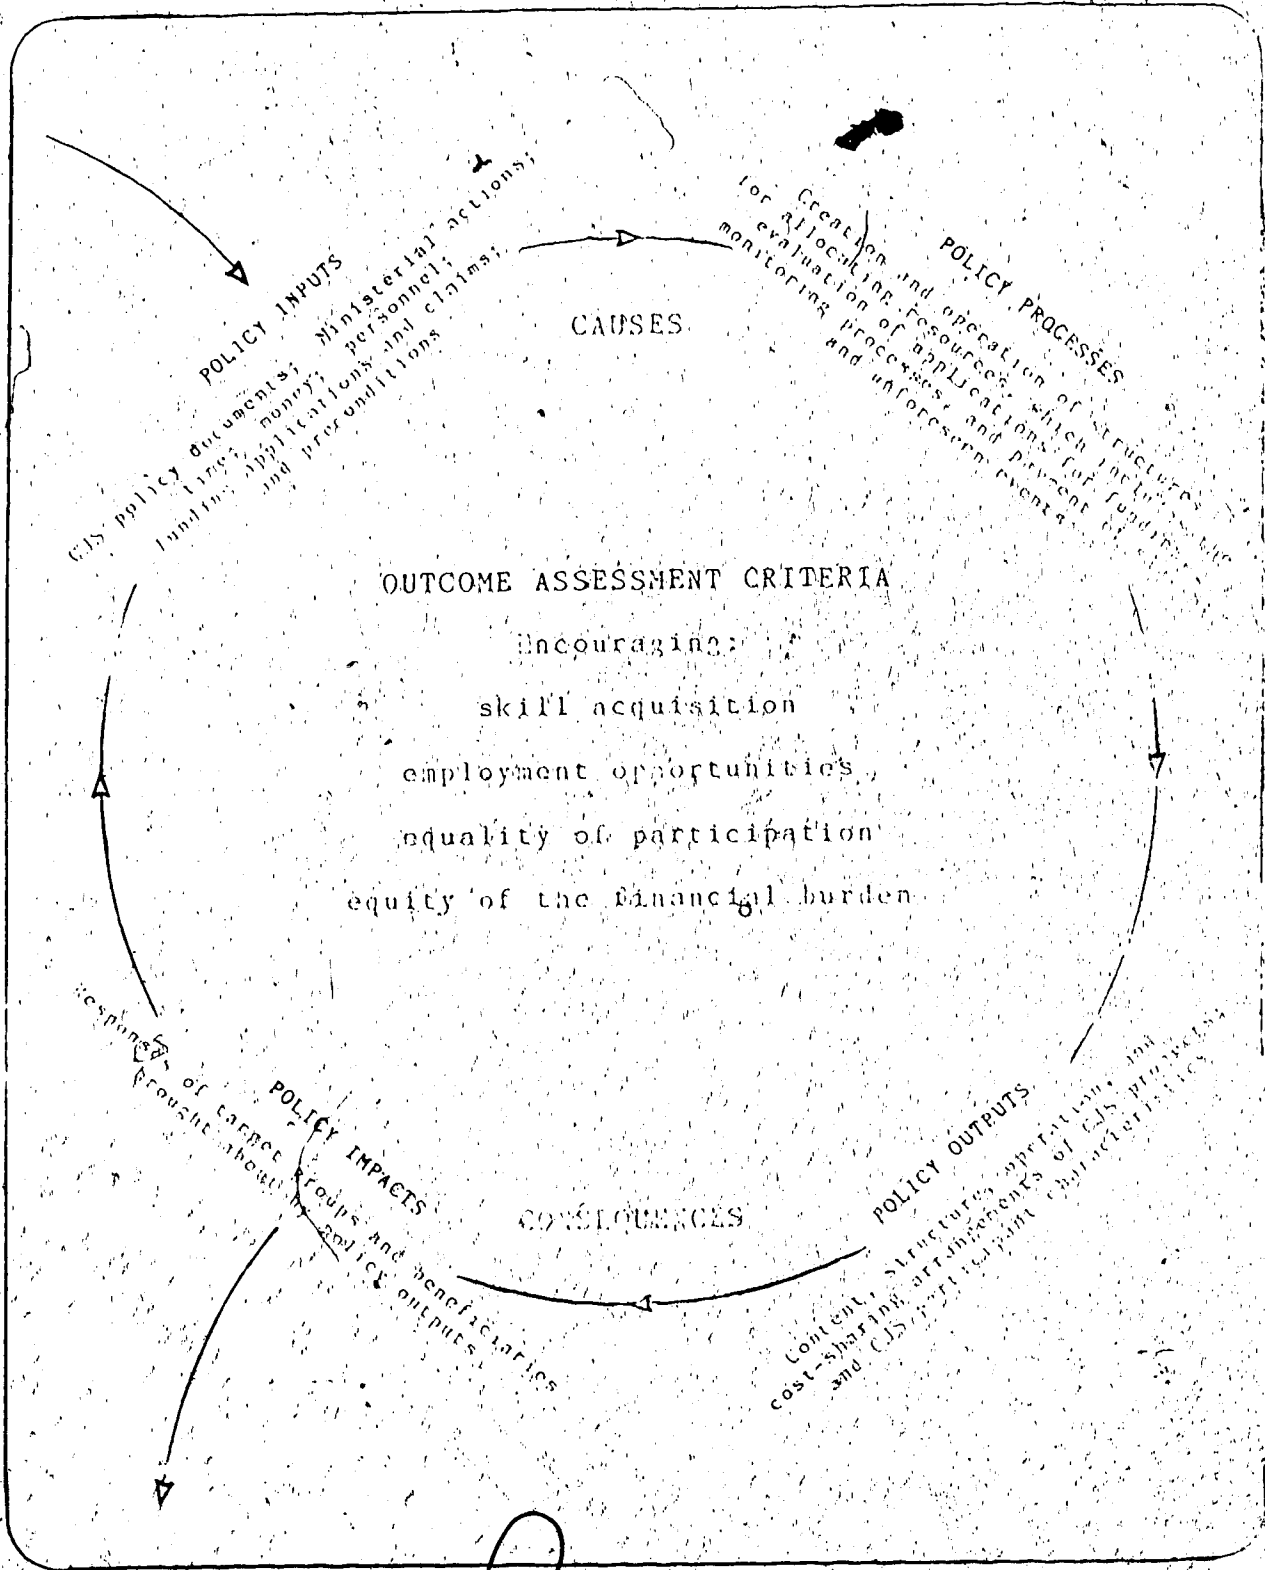 POLICY INPUTS
CJS policy documents; Ministerial actions;
time; money; personnel;
funding applications and claims;
and preconditions
CAUSES
POLICY PROCESSES
Creation and operation of structures
for allocating resources, which include the
evaluation of applications for funding
monitoring processes, and payment of
and unforeseen events
OUTCOME ASSESSMENT CRITERIA
Encouraging:
skill acquisition
employment opportunities
equality of participation
equity of the financial burden
POLICY IMPACTS
Responses of target groups and beneficiaries
brought about by policy outputs.
CONSEQUENCES
POLICY OUTPUTS
Content, structure, operation, and
cost-sharing arrangements of CJS projects;
and CJS participant characteristics